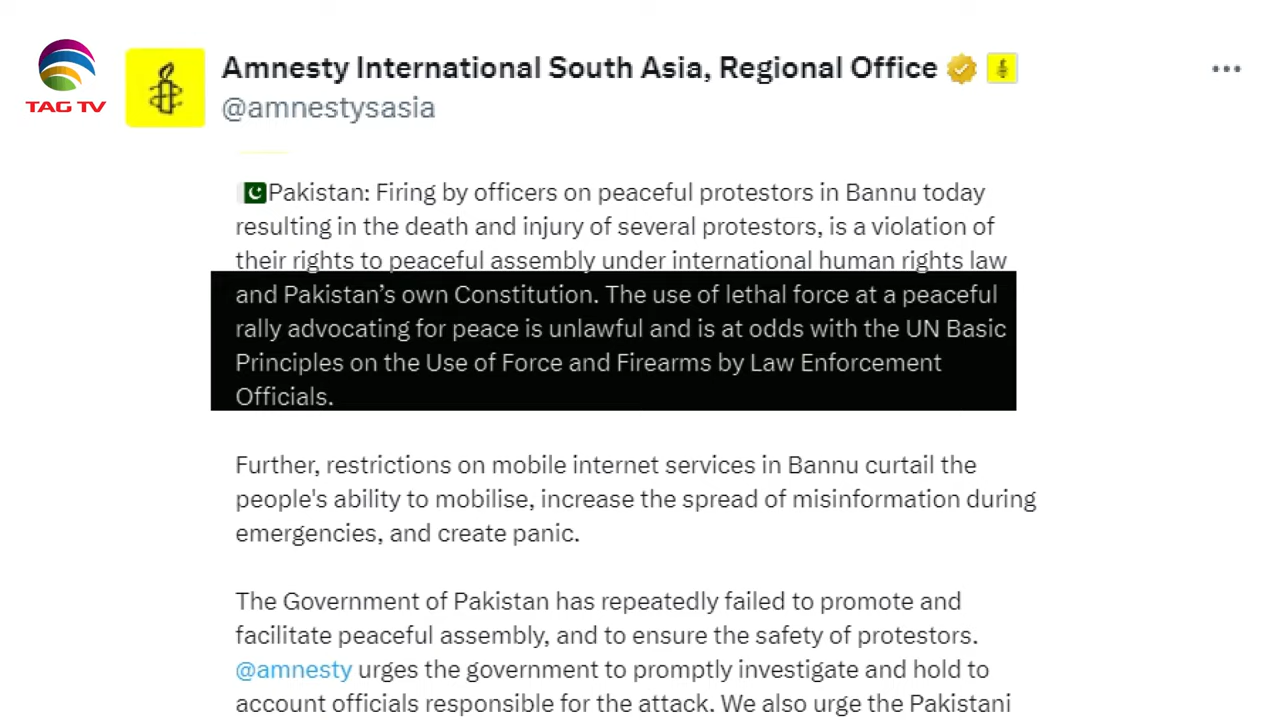 TAG TV
Amnesty International South Asia, Regional Office
@amnestysasia
Pakistan: Firing by officers on peaceful protestors in Bannu today
resulting in the death and injury of several protestors, is a violation of
their rights to peaceful assembly under international human rights law
and Pakistan’s own Constitution. The use of lethal force at a peaceful
rally advocating for peace is unlawful and is at odds with the UN Basic
Principles on the Use of Force and Firearms by Law Enforcement
Officials.
Further, restrictions on mobile internet services in Bannu curtail the
people's ability to mobilise, increase the spread of misinformation during
emergencies, and create panic.
The Government of Pakistan has repeatedly failed to promote and
facilitate peaceful assembly, and to ensure the safety of protestors.
@amnesty urges the government to promptly investigate and hold to
account officials responsible for the attack. We also urge the Pakistani